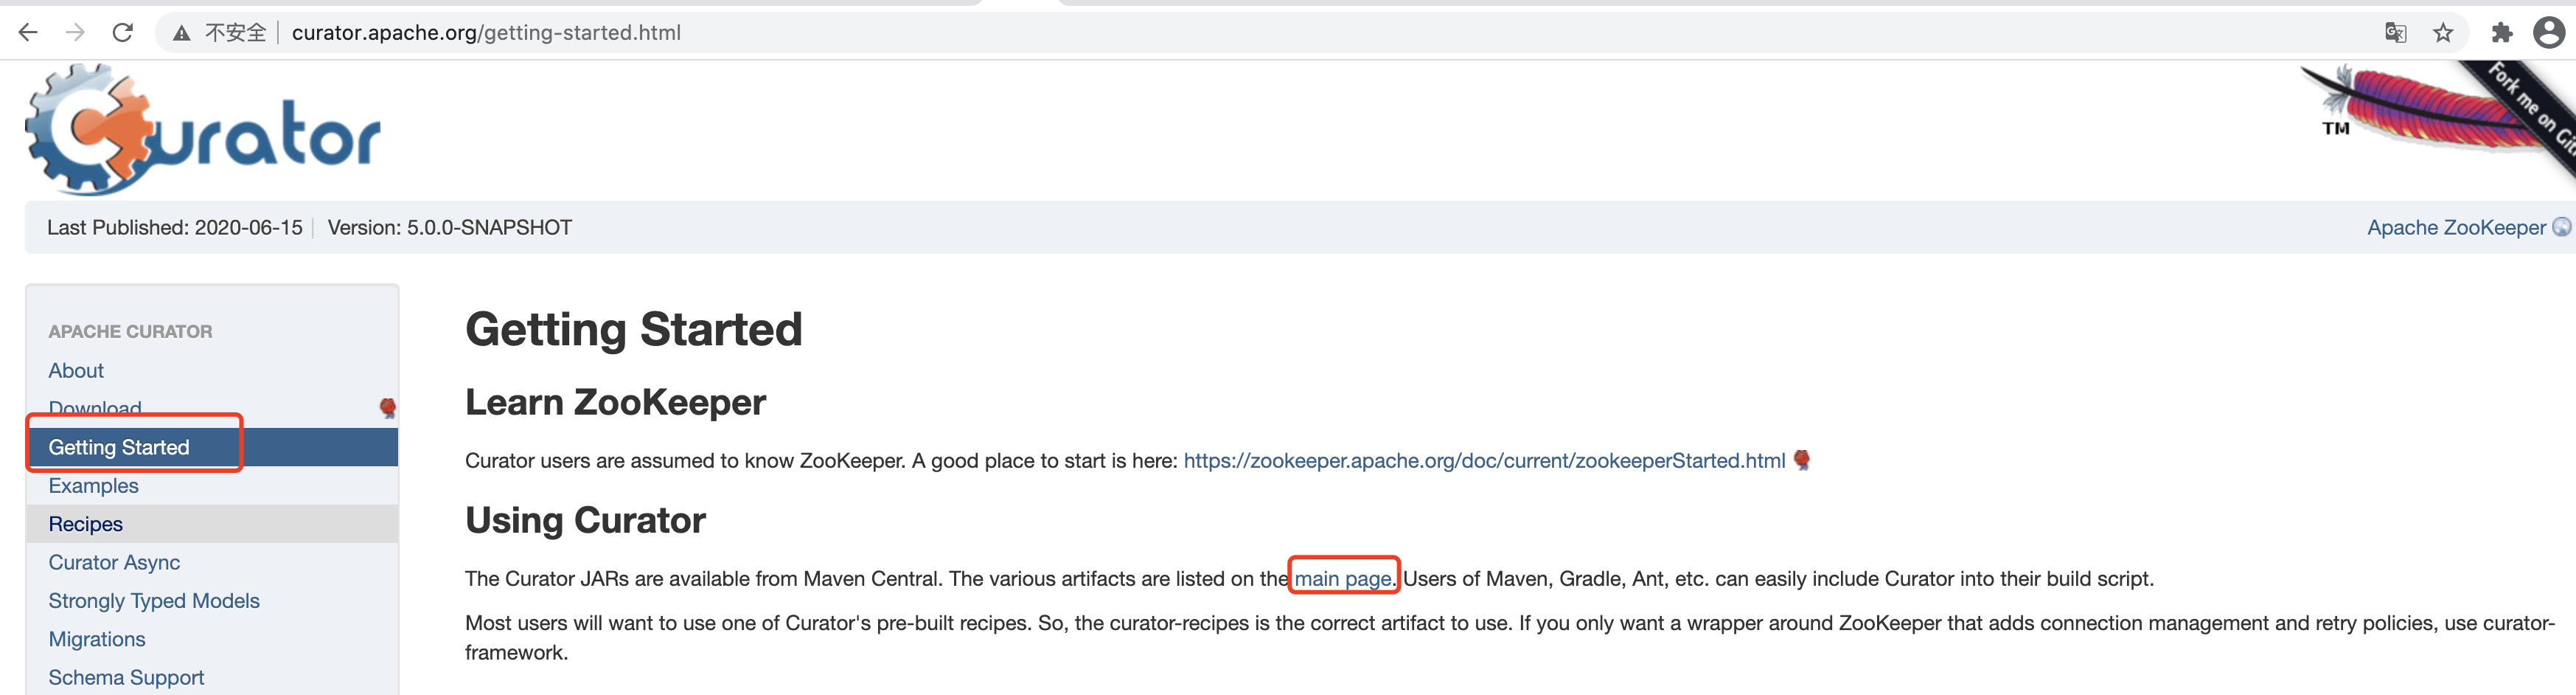 不安全 curator.apache.org/getting-started.html
Curator
TM
Fork me on Git
Last Published: 2020-06-15 Version: 5.0.0-SNAPSHOT
Apache ZooKeeper
APACHE CURATOR
About
Download
Getting Started
Examples
Recipes
Curator Async
Strongly Typed Models
Migrations
Schema Support
Getting Started
Learn ZooKeeper
Curator users are assumed to know ZooKeeper. A good place to start is here: https://zookeeper.apache.org/doc/current/zookeeperStarted.html
Using Curator
The Curator JARs are available from Maven Central. The various artifacts are listed on the main page. Users of Maven, Gradle, Ant, etc. can easily include Curator into their build script.
Most users will want to use one of Curator's pre-built recipes. So, the curator-recipes is the correct artifact to use. If you only want a wrapper around ZooKeeper that adds connection management and retry policies, use curator-
framework.